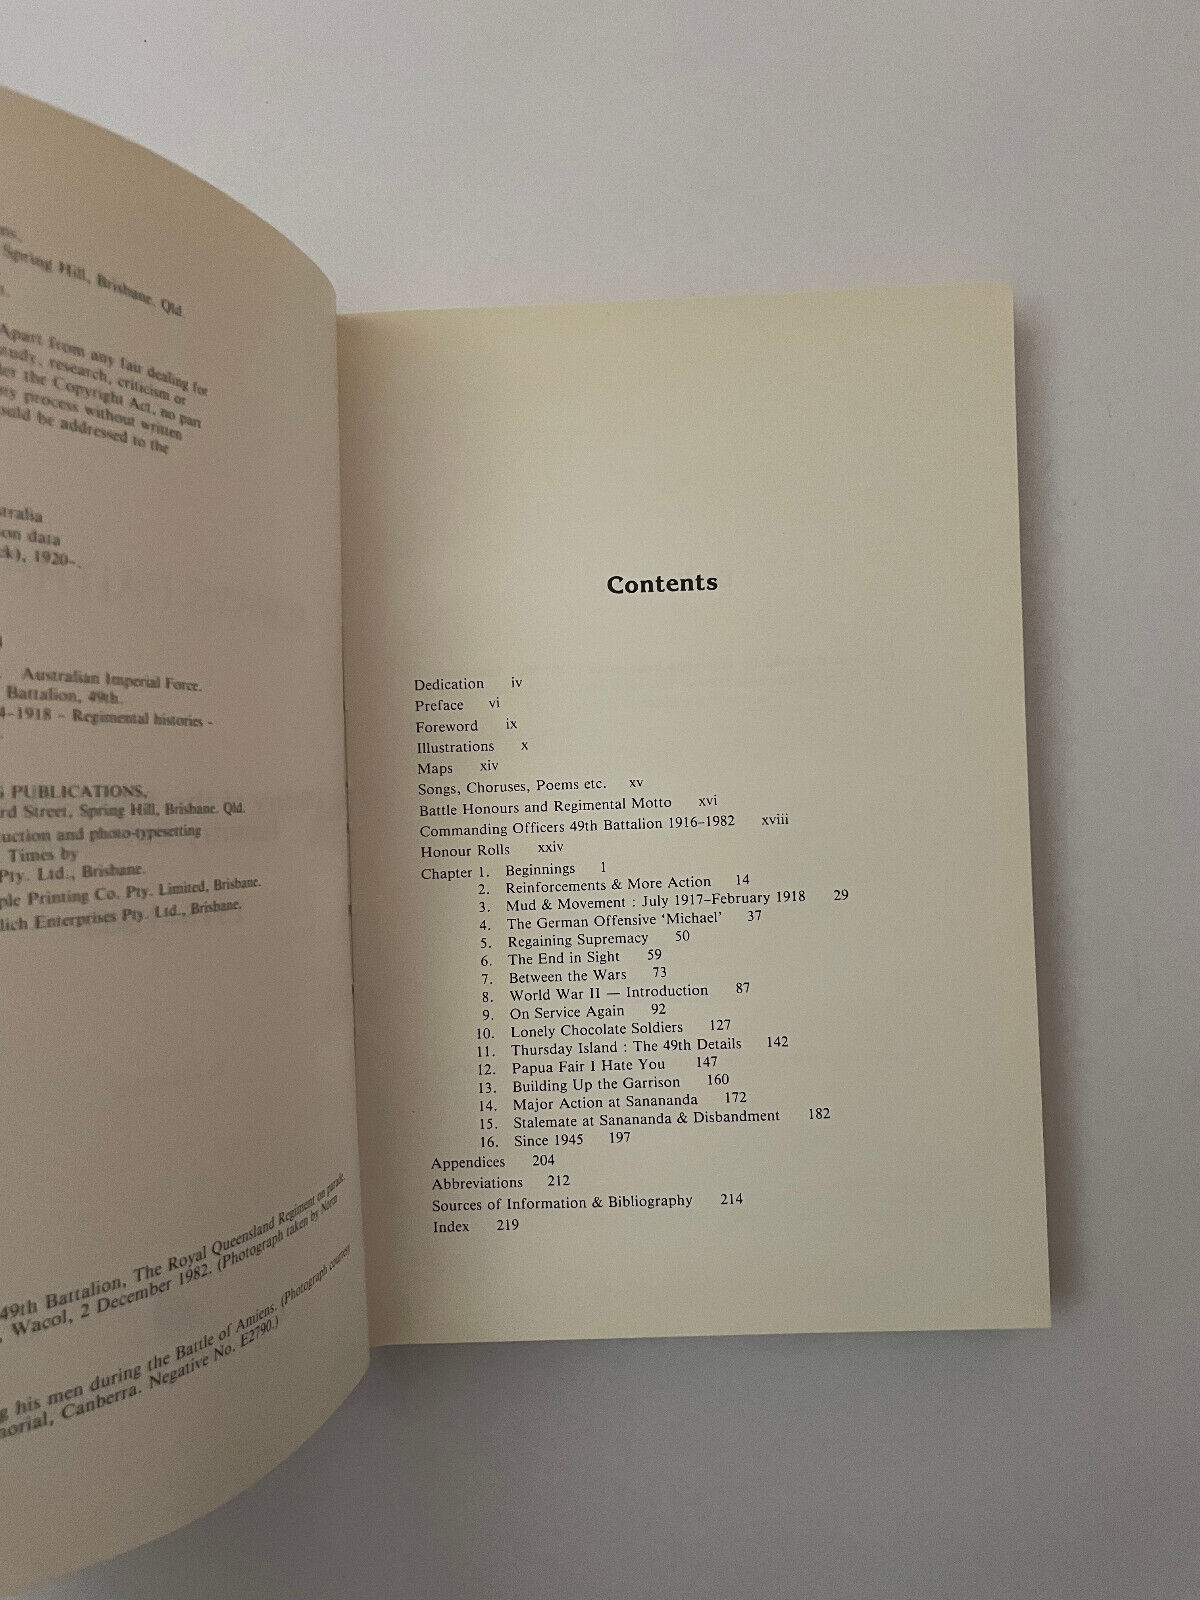 Spring Hill, Brisbane. Qld.
Apart from any fair dealing for
study, research, criticism or
the Copyright Act, no part
process without written
be addressed to the
data
1920-.
Australian Imperial Force.
Battalion, 49th.
1918 – Regimental histories –
PUBLICATIONS,
Street, Spring Hill, Brisbane. Qld.
and photo-typesetting
Times by
Pty. Ltd., Brisbane.
Printing Co. Pty. Limited, Brisbane.
Enterprises Pty. Ltd., Brisbane.
49th Battalion, The Royal Queensland Regiment on parade.
Wacol, 2 December 1982. (Photograph taken by Norm
his men during the Battle of Amiens. (Photograph courtesy
Canberra. Negative No. E2790.)
Contents
Dedication iv
Preface vi
Foreword ix
Illustrations x
Maps xiv
Songs, Choruses, Poems etc. xv
Battle Honours and Regimental Motto xvi
Commanding Officers 49th Battalion 1916–1982 xviii
Honour Rolls xxiv
Chapter 1. Beginnings 1
2. Reinforcements & More Action 14
3. Mud & Movement : July 1917–February 1918 29
4. The German Offensive ‘Michael’ 37
5. Regaining Supremacy 50
6. The End in Sight 59
7. Between the Wars 73
8. World War II — Introduction 87
9. On Service Again 92
10. Lonely Chocolate Soldiers 127
11. Thursday Island : The 49th Details 142
12. Papua Fair I Hate You 147
13. Building Up the Garrison 160
14. Major Action at Sanananda 172
15. Stalemate at Sanananda & Disbandment 182
16. Since 1945 197
Appendices 204
Abbreviations 212
Sources of Information & Bibliography 214
Index 219